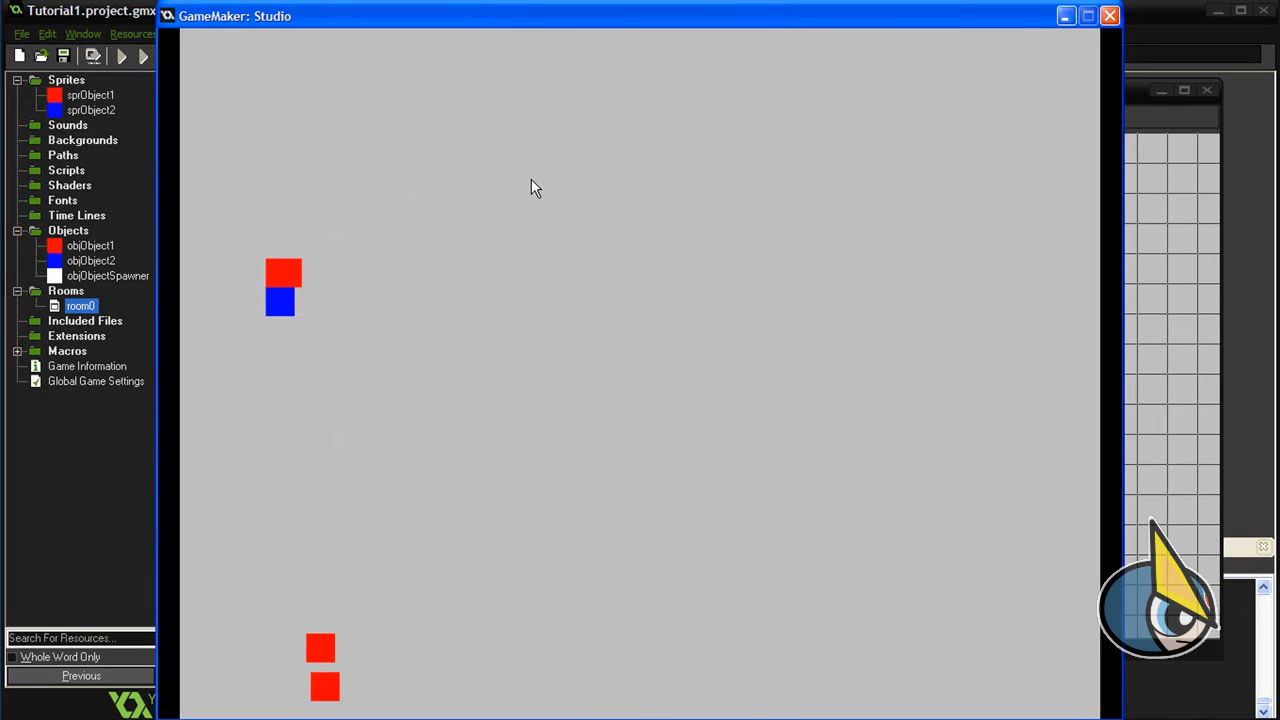 Tutorial1.project.gmx
GameMaker: Studio
File Edit Window Resources
Sprites
sprObject1
sprObject2
Sounds
Backgrounds
Paths
Scripts
Shaders
Fonts
Time Lines
Objects
objObject1
objObject2
objObjectSpawner
Rooms
room0
Included Files
Extensions
Macros
Game Information
Global Game Settings
Search For Resources...
Whole Word Only
Previous